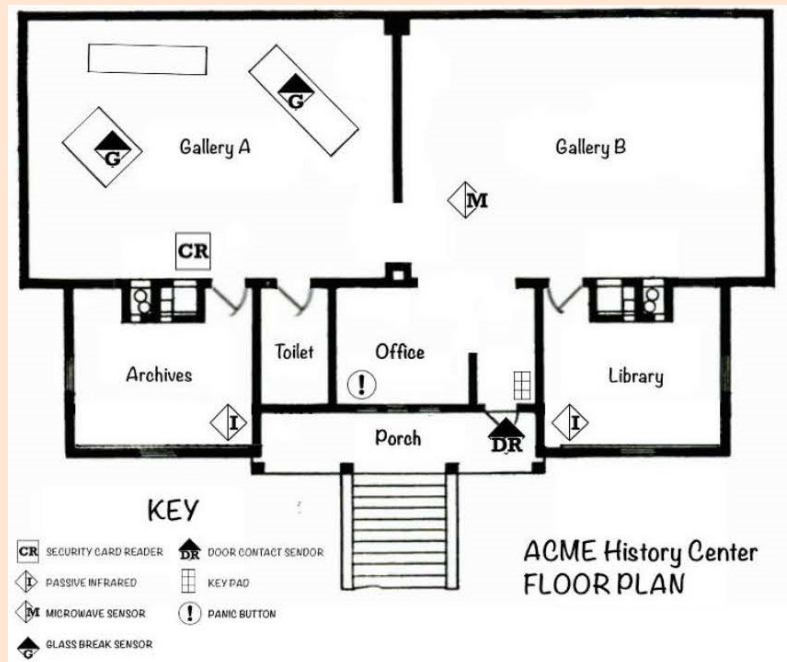 G
G
Gallery A
Gallery B
M
CR
Toilet
Office
Archives
Library
!
I
I
Porch
DR
KEY
ACME History Center
FLOOR PLAN
CR SECURITY CARD READER
DR DOOR CONTACT SENDOR
I PASSIVE INFRARED
KEY PAD
M MICROWAVE SENSOR
! PANIC BUTTON
G GLASS BREAK SENSOR